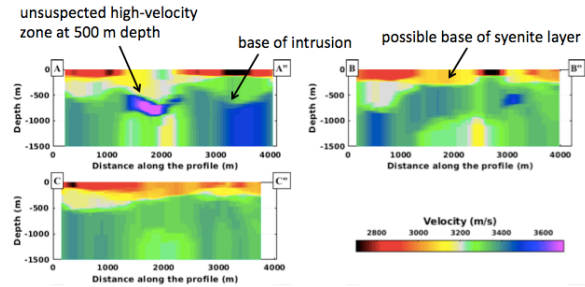 unsuspected high-velocity
zone at 500 m depth
base of intrusion
possible base of syenite layer
A
A"
B
B"
0
-500
-1000
-1500
Depth (m)
0
1000
2000
3000
4000
Distance along the profile (m)
0
-500
-1000
-1500
Depth (m)
0
1000
2000
3000
4000
Distance along the profile (m)
C
C"
0
-500
-1000
-1500
Depth (m)
0
1000
2000
3000
4000
Distance along the profile (m)
Velocity (m/s)
2800
3000
3200
3400
3600